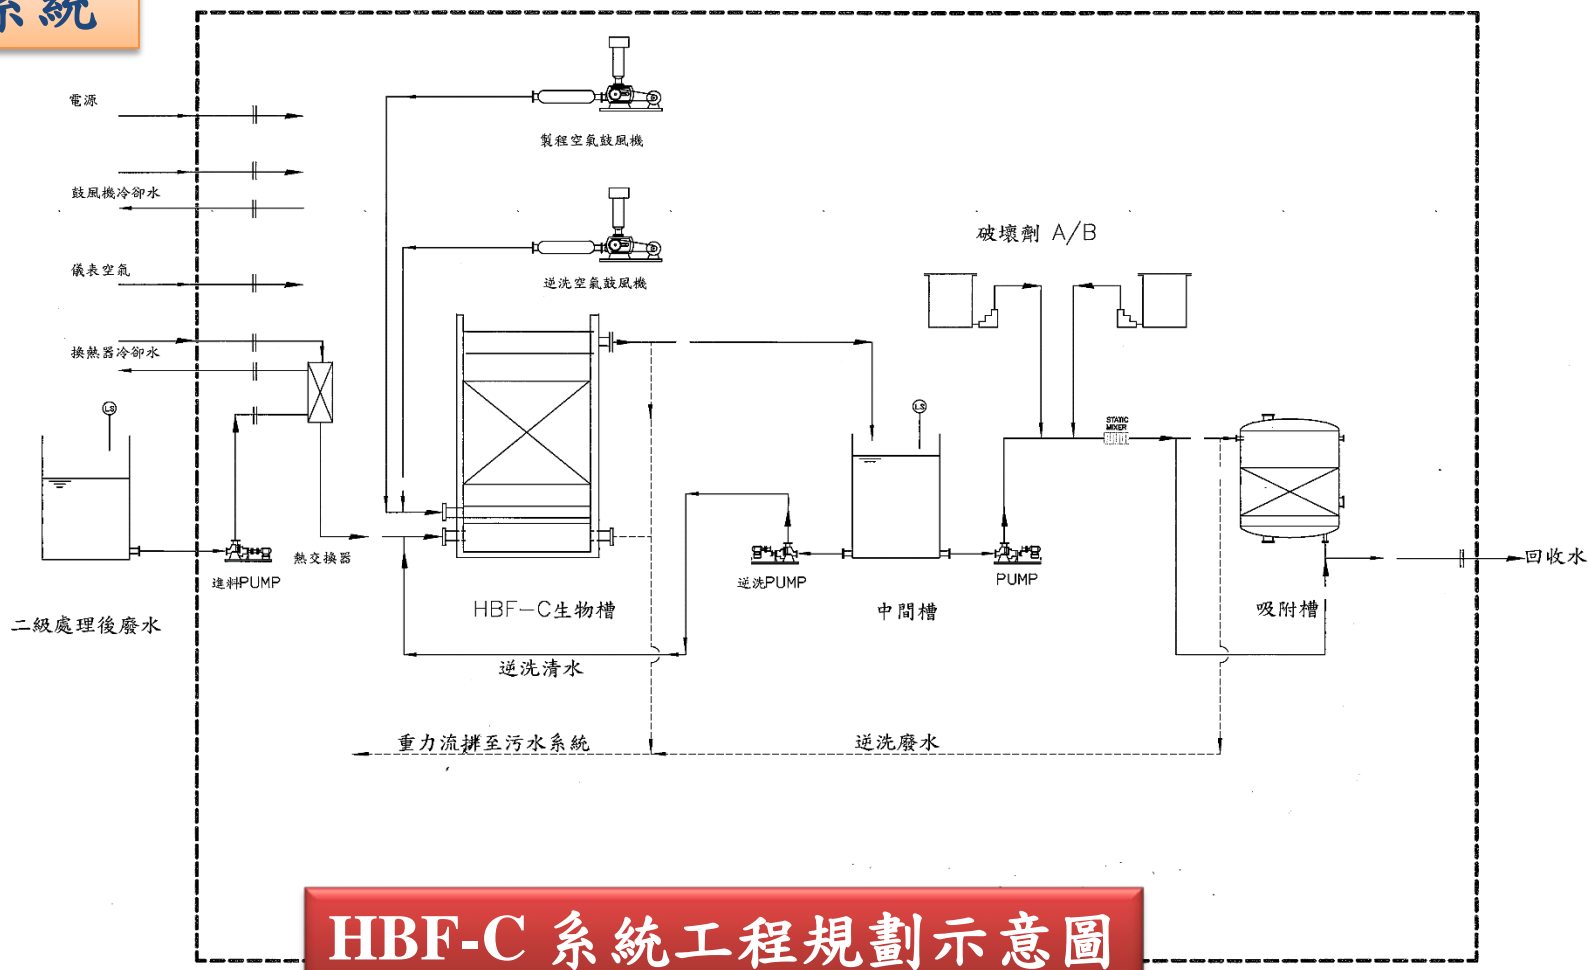 系統
電源
製程空氣鼓風機
鼓風機冷卻水
逆洗空氣鼓風機
破壞劑 A/B
儀表空氣
換熱器冷卻水
LS
LS
STATIC
MIXER
熱交換器
進料PUMP
逆洗PUMP
PUMP
回收水
二級處理後廢水
HBF-C生物槽
中間槽
吸附槽
逆洗清水
重力流排至污水系統
逆洗廢水
HBF-C 系統工程規劃示意圖